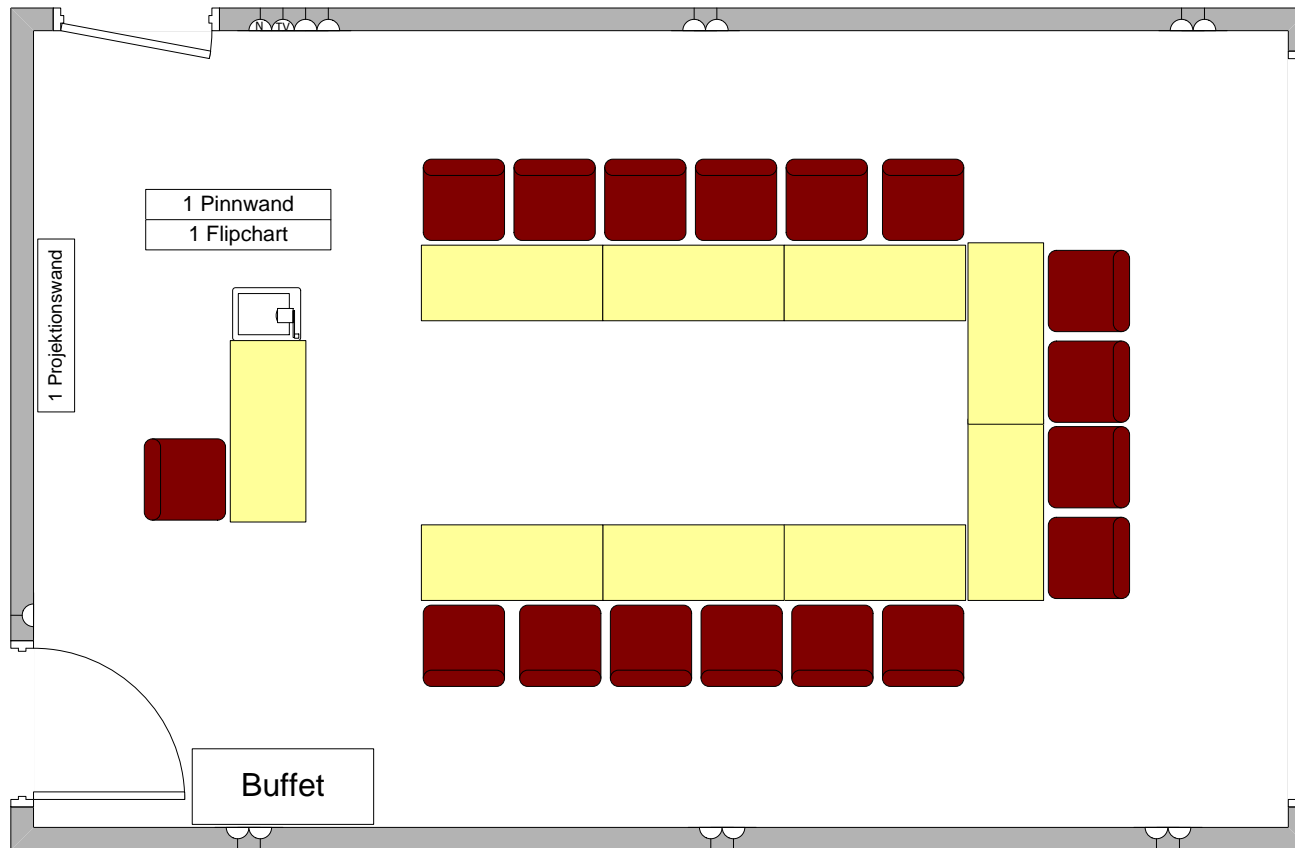 N
TV
1 Pinnwand
1 Flipchart
1 Projektionswand
Buffet